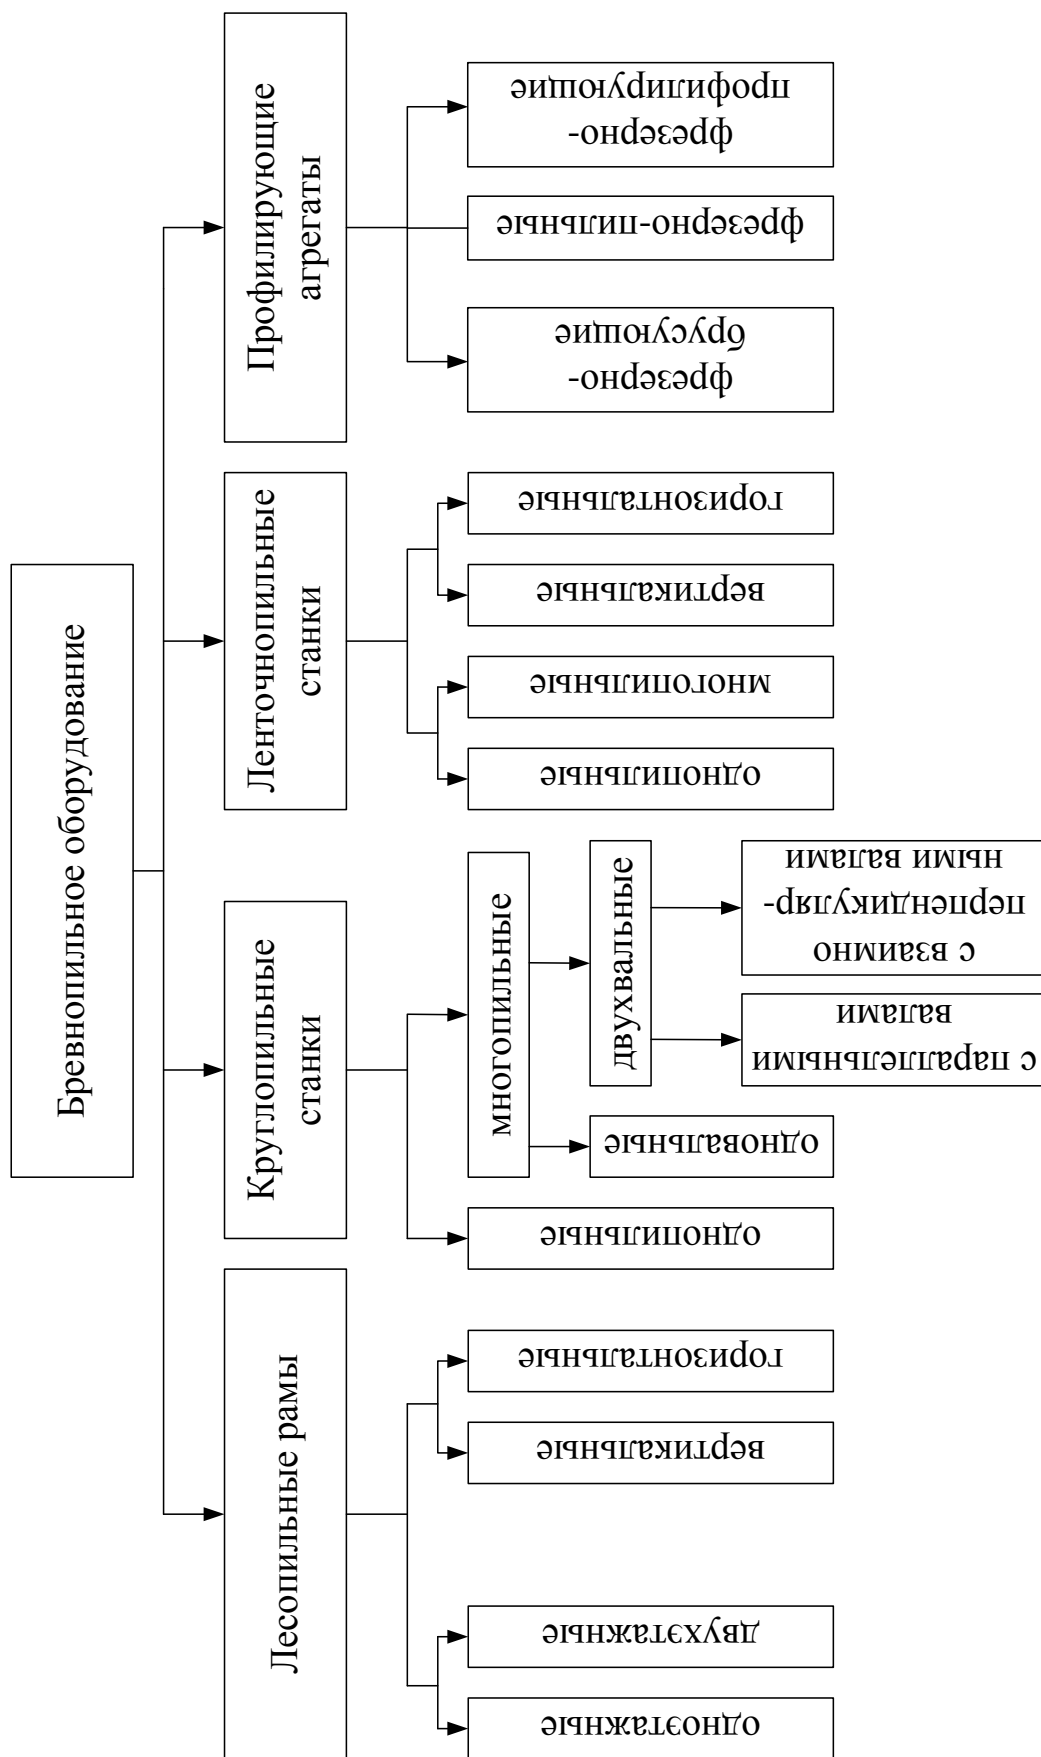 Бревнопильное оборудование
Лесопильные рамы
Круглопильные
станки
Ленточнопильные
станки
Профилирующие
агрегаты
одноэтажные
двухэтажные
вертикальные
горизонтальные
однопильные
многопильные
одновальные
двухвальные
с параллельными
валами
с взаимно
перпендикуляр-
ными валами
однопильные
многопильные
вертикальные
горизонтальные
фрезерно-
брусующие
фрезерно-пильные
фрезерно-
профилирующие